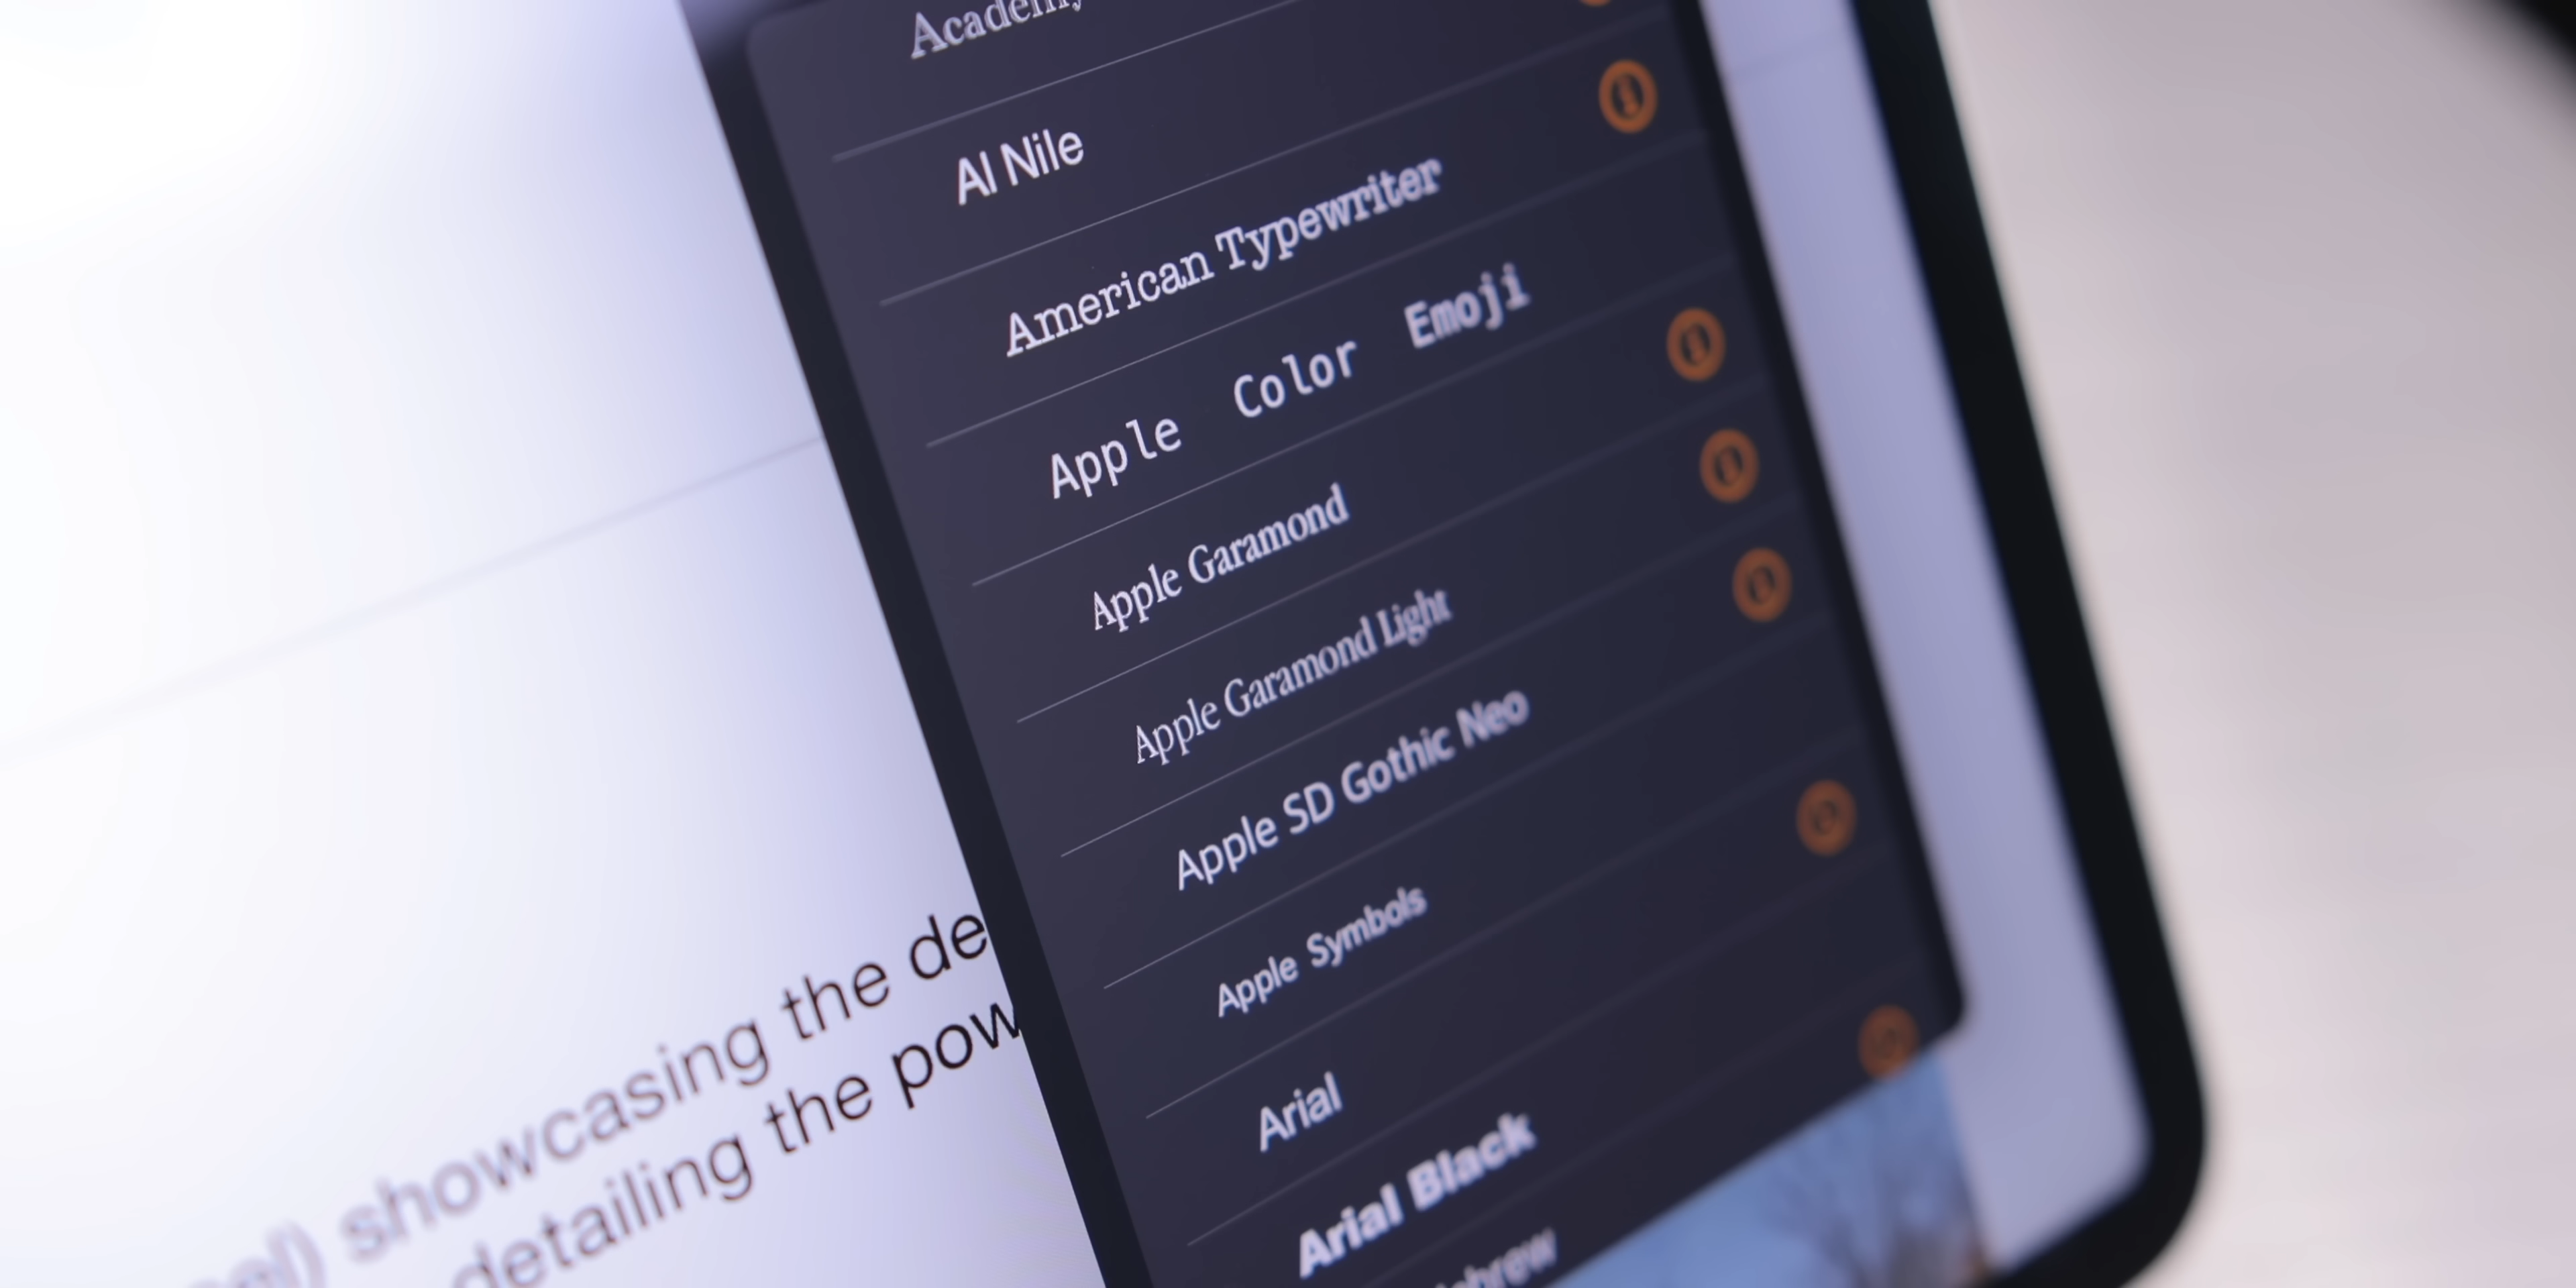 Academy
Al Nile
American Typewriter
Apple Color Emoji
Apple Garamond
Apple Garamond Light
Apple SD Gothic Neo
Apple Symbols
Arial
Arial Black
showcasing the de
detailing the pow